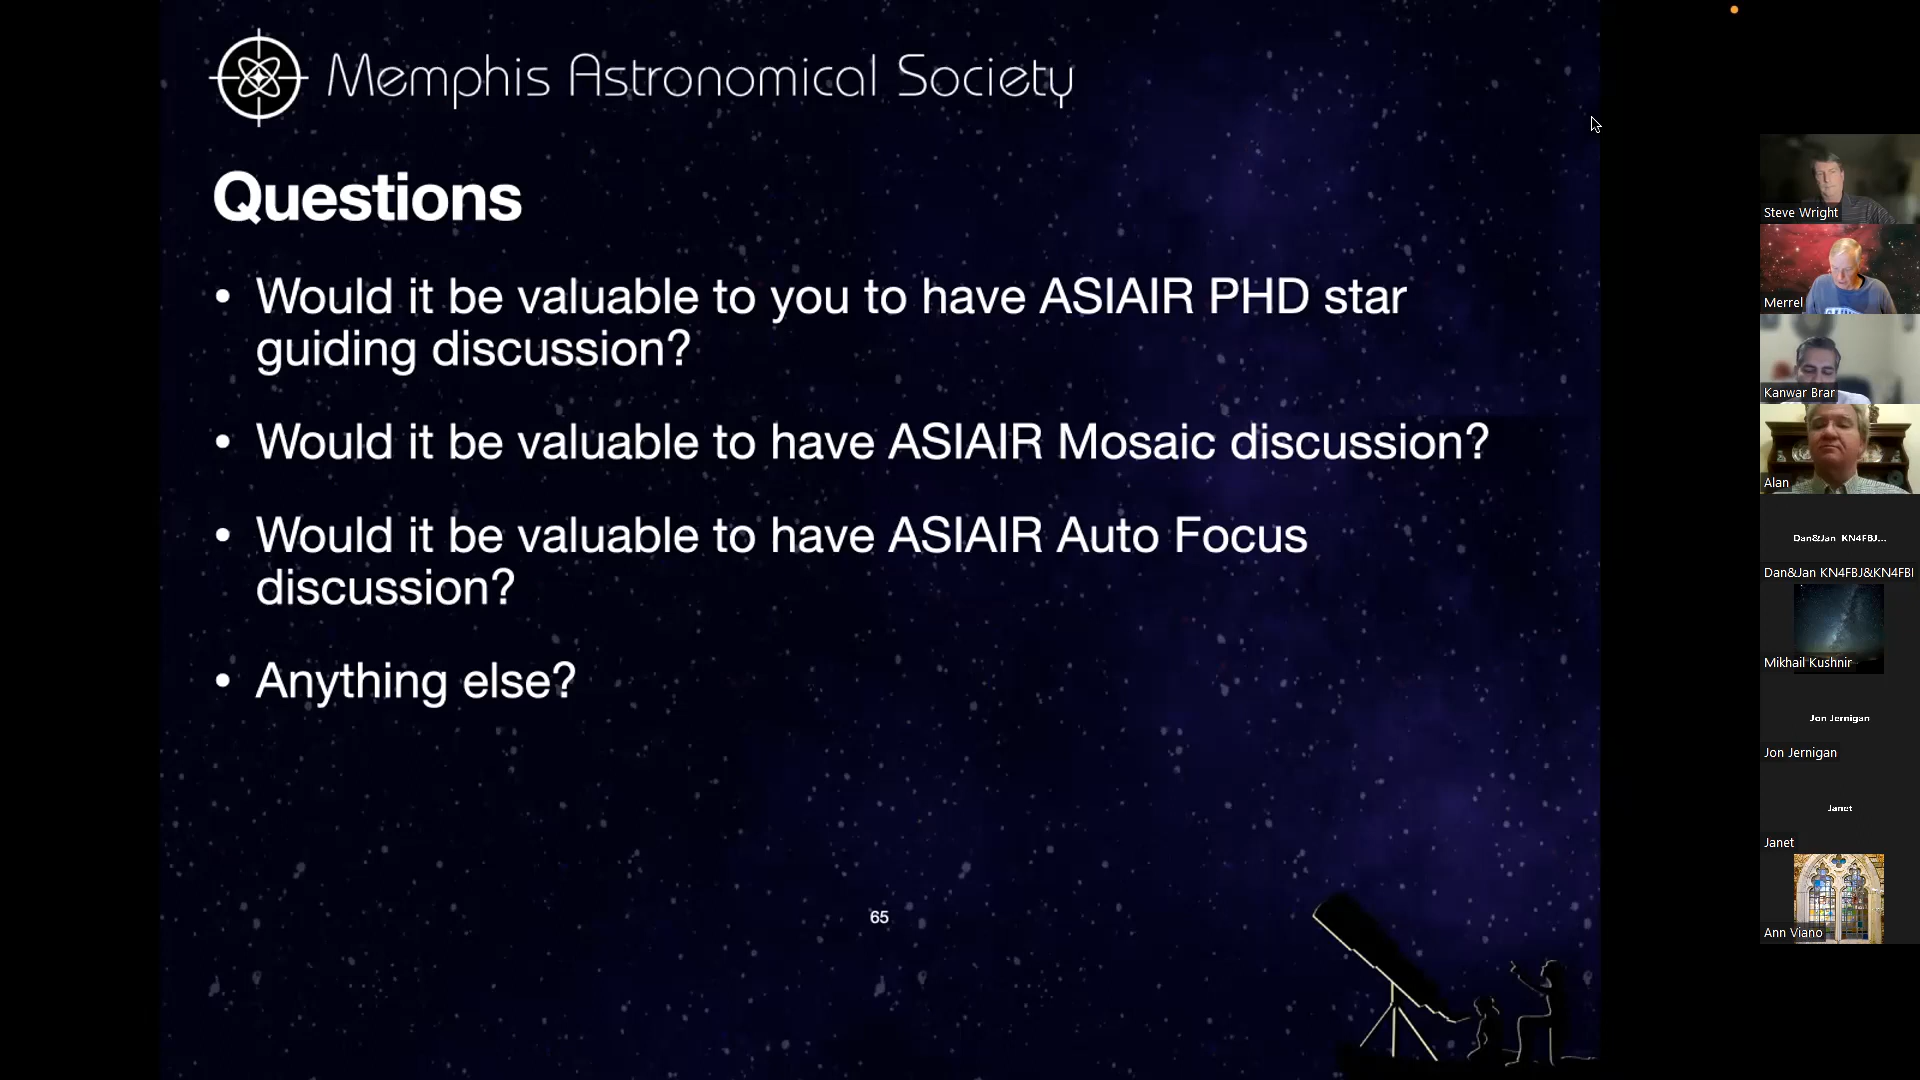 Memphis Astronomical Society
Questions
• Would it be valuable to you to have ASIAIR PHD star
guiding discussion?
• Would it be valuable to have ASIAIR Mosaic discussion?
• Would it be valuable to have ASIAIR Auto Focus
discussion?
• Anything else?
65
Steve Wright
Merrel
Kanwar Brar
Alan
Dan&Jan KN4FBJ...
Dan&Jan KN4FBJ&KN4FBI
Mikhail Kushnir
Jon Jernigan
Jon Jernigan
Janet
Janet
Ann Viano